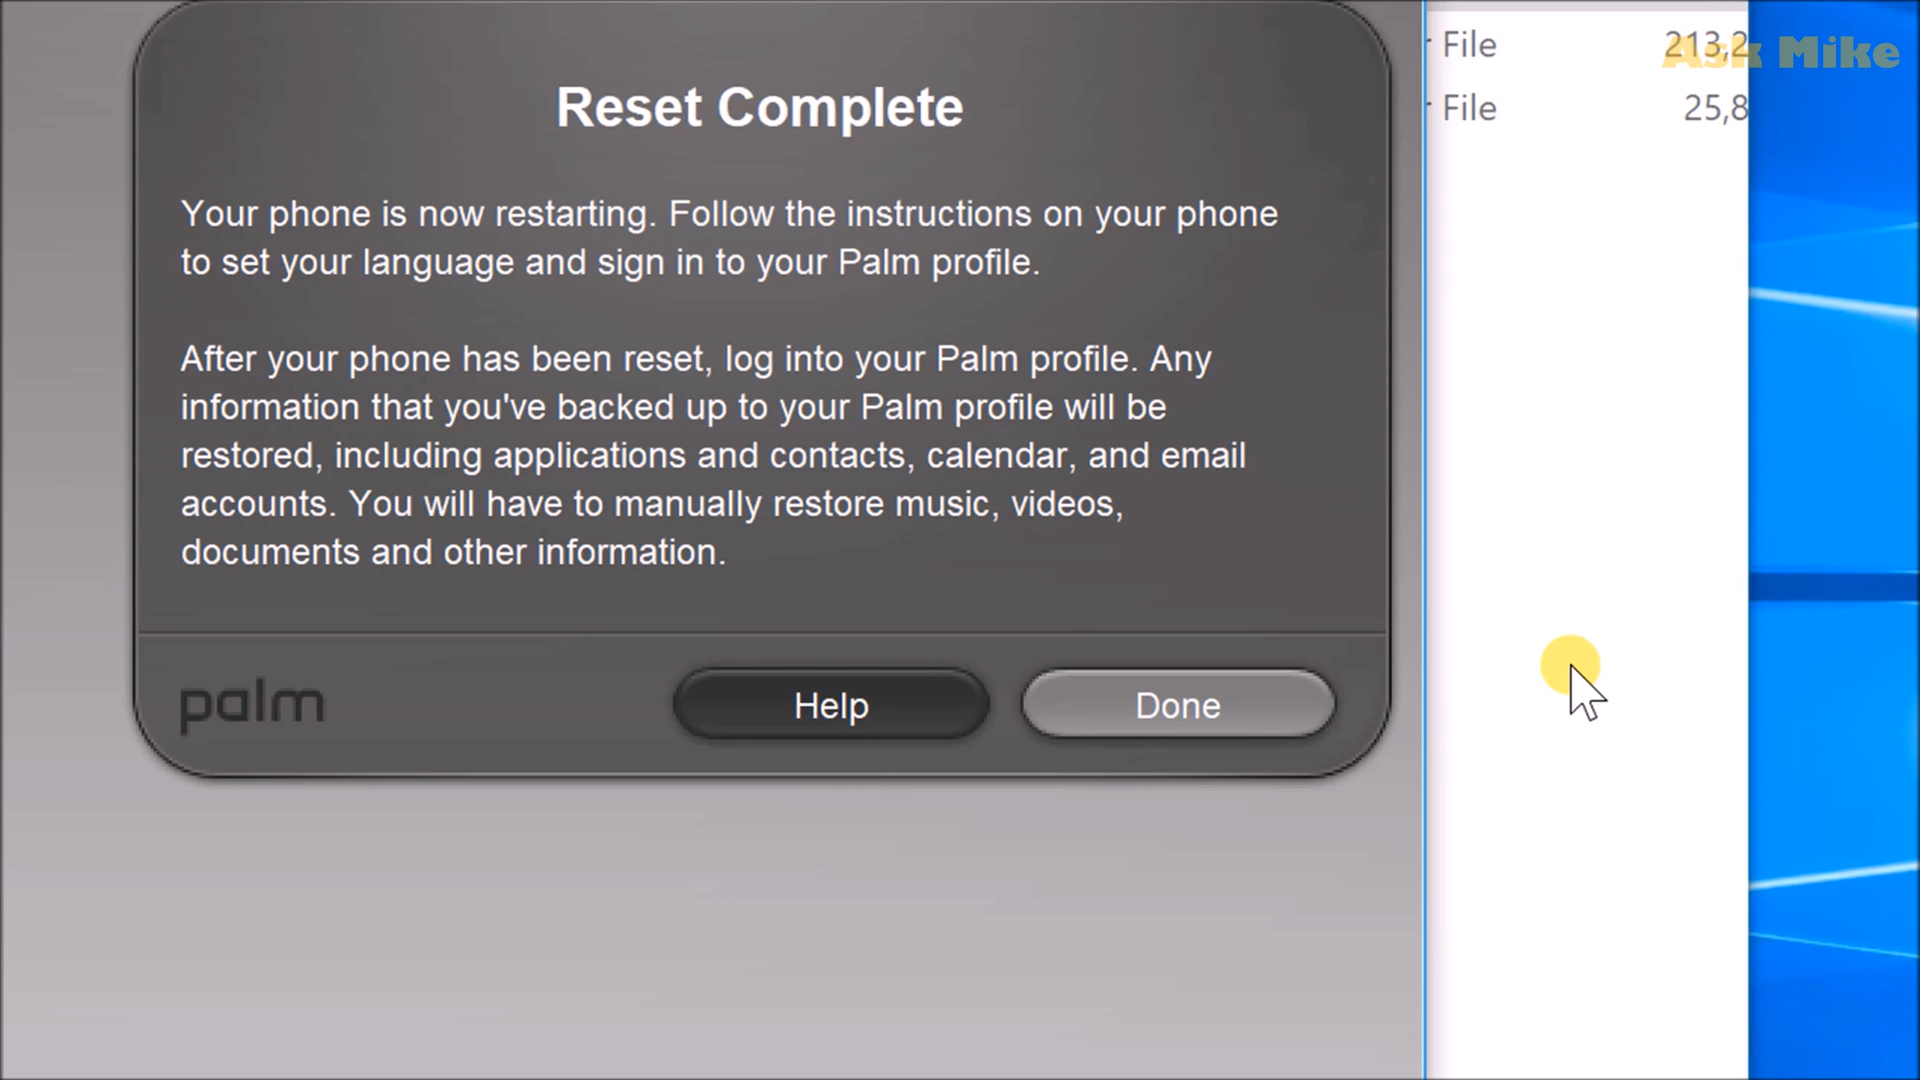 Reset Complete
Your phone is now restarting. Follow the instructions on your phone
to set your language and sign in to your Palm profile.
After your phone has been reset, log into your Palm profile. Any
information that you've backed up to your Palm profile will be
restored, including applications and contacts, calendar, and email
accounts. You will have to manually restore music, videos,
documents and other information.
palm
Help
Done
File
213,2
File
25,8
Ask Mike